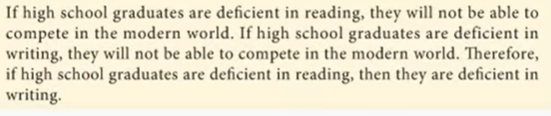 If high school graduates are deficient in reading, they will not be able to
compete in the modern world. If high school graduates are deficient in
writing, they will not be able to compete in the modern world. Therefore,
if high school graduates are deficient in reading, then they are deficient in
writing.